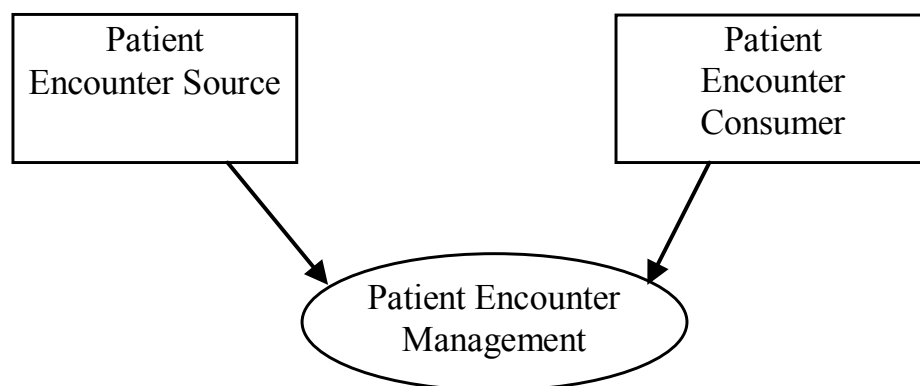 Patient
Encounter Source
Patient
Encounter
Consumer
Patient Encounter
Management